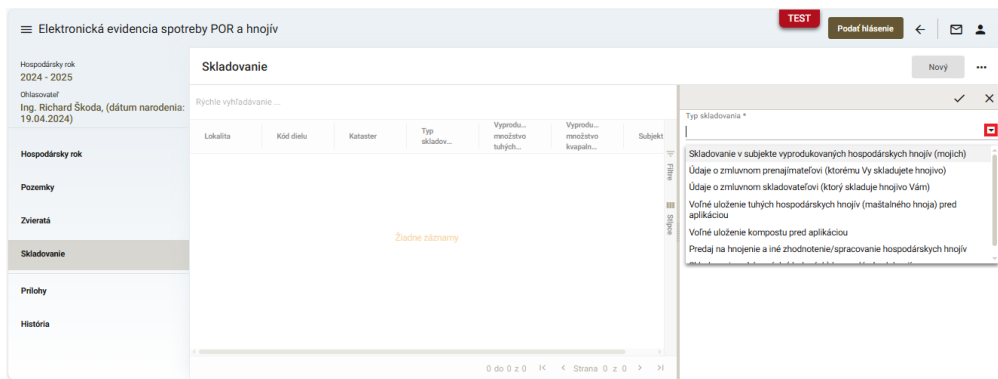 Elektronická evidencia spotreby POR a hnojív
TEST
Podať hlásenie
Hospodársky rok
2024 - 2025
Ohlasovateľ
Ing. Richard Škoda, (dátum narodenia:
19.04.2024)
Hospodársky rok
Pozemky
Zvieratá
Skladovanie
Prílohy
História
Skladovanie
Nový
Rýchle vyhľadávanie ...
Lokalita
Kód dielu
Kataster
Typ
skladov...
Vyprodu...
množstvo
tuhých...
Vyprodu...
množstvo
kvapaln...
Subjekt
Žiadne záznamy
Filtre
Stĺpce
0 do 0 z 0
Strana 0 z 0
Typ skladovania *
Skladovanie v subjekte vyprodukovaných hospodárskych hnojív (mojich)
Údaje o zmluvnom prenajímateľovi (ktorému Vy skladujete hnojivo)
Údaje o zmluvnom skladovateľovi (ktorý skladuje hnojivo Vám)
Voľné uloženie tuhých hospodárskych hnojív (maštalného hnoja) pred
aplikáciou
Voľné uloženie kompostu pred aplikáciou
Predaj na hnojenie a iné zhodnotenie/spracovanie hospodárskych hnojív